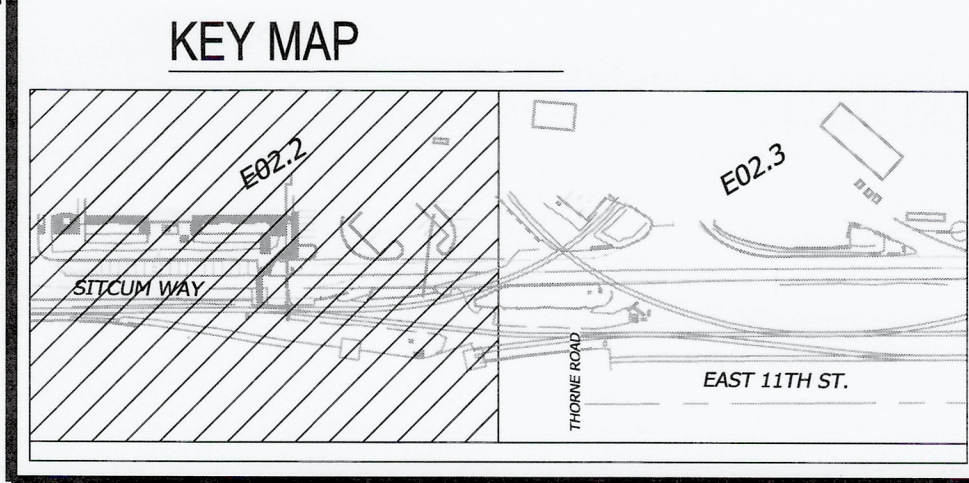 KEY MAP
E02.2
E02.3
SITCUM WAY
THORNE ROAD
EAST 11TH ST.